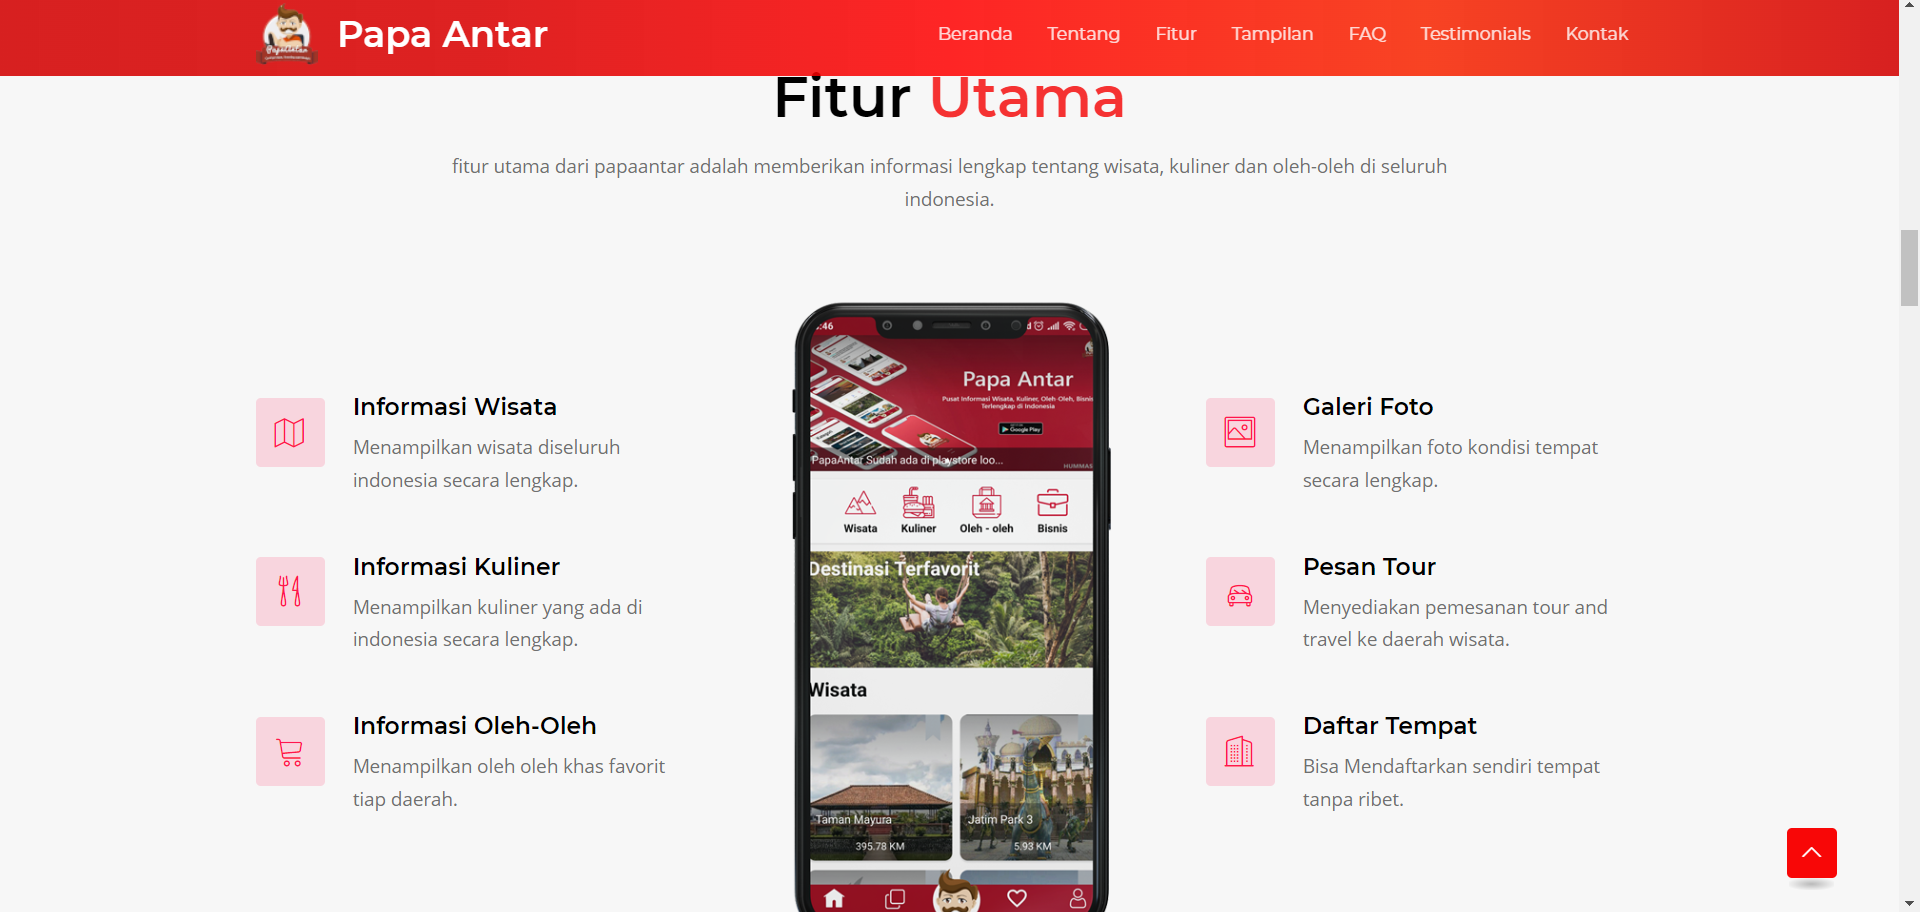 Papa Antar
Beranda
Tentang
Fitur
Tampilan
FAQ
Testimonials
Kontak
Fitur Utama
fitur utama dari papaantar adalah memberikan informasi lengkap tentang wisata, kuliner dan oleh-oleh di seluruh
indonesia.
Informasi Wisata
Menampilkan wisata diseluruh
indonesia secara lengkap.
Informasi Kuliner
Menampilkan kuliner yang ada di
indonesia secara lengkap.
Informasi Oleh-Oleh
Menampilkan oleh oleh khas favorit
tiap daerah.
:46
Papa Antar
Pusat Informasi Wisata, Kuliner, Oleh-Oleh, Bisnis
Terlengkap di Indonesia
Google Play
PapaAntar Sudah ada di playstore loo...
HUMMAS
Wisata
Kuliner
Oleh - oleh
Bisnis
Destinasi Terfavorit
Wisata
Taman Mayura
395.78 KM
Jatim Park 3
5.93 KM
Galeri Foto
Menampilkan foto kondisi tempat
secara lengkap.
Pesan Tour
Menyediakan pemesanan tour and
travel ke daerah wisata.
Daftar Tempat
Bisa Mendaftarkan sendiri tempat
tanpa ribet.